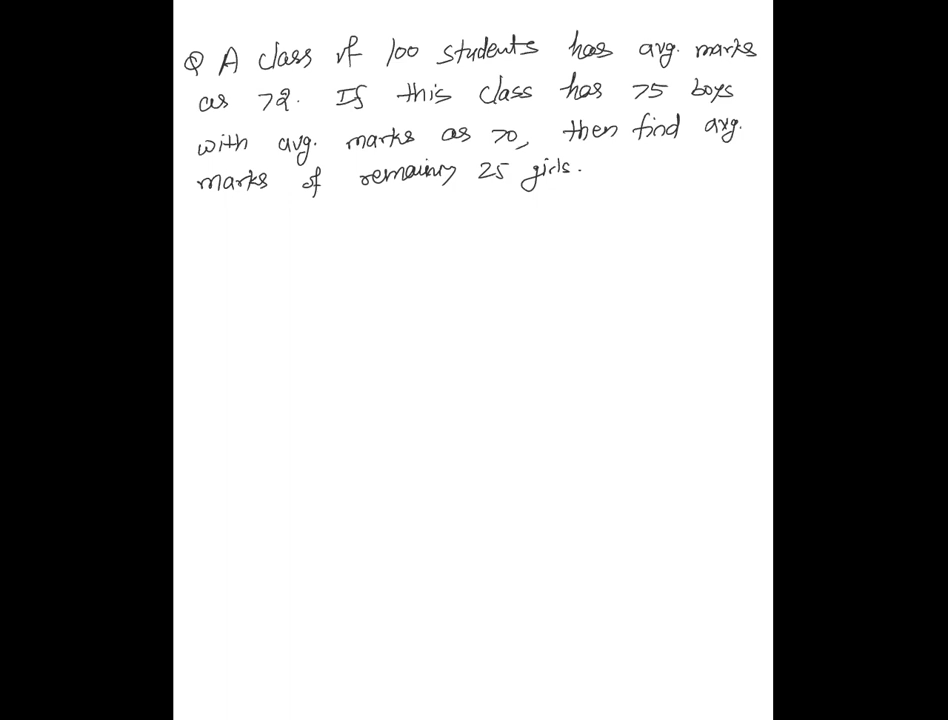 Q A class of 100 students has avg. marks
as 72. If this class has 75 boys
with avg. marks as 70, then find avg.
marks of remaining 25 girls.